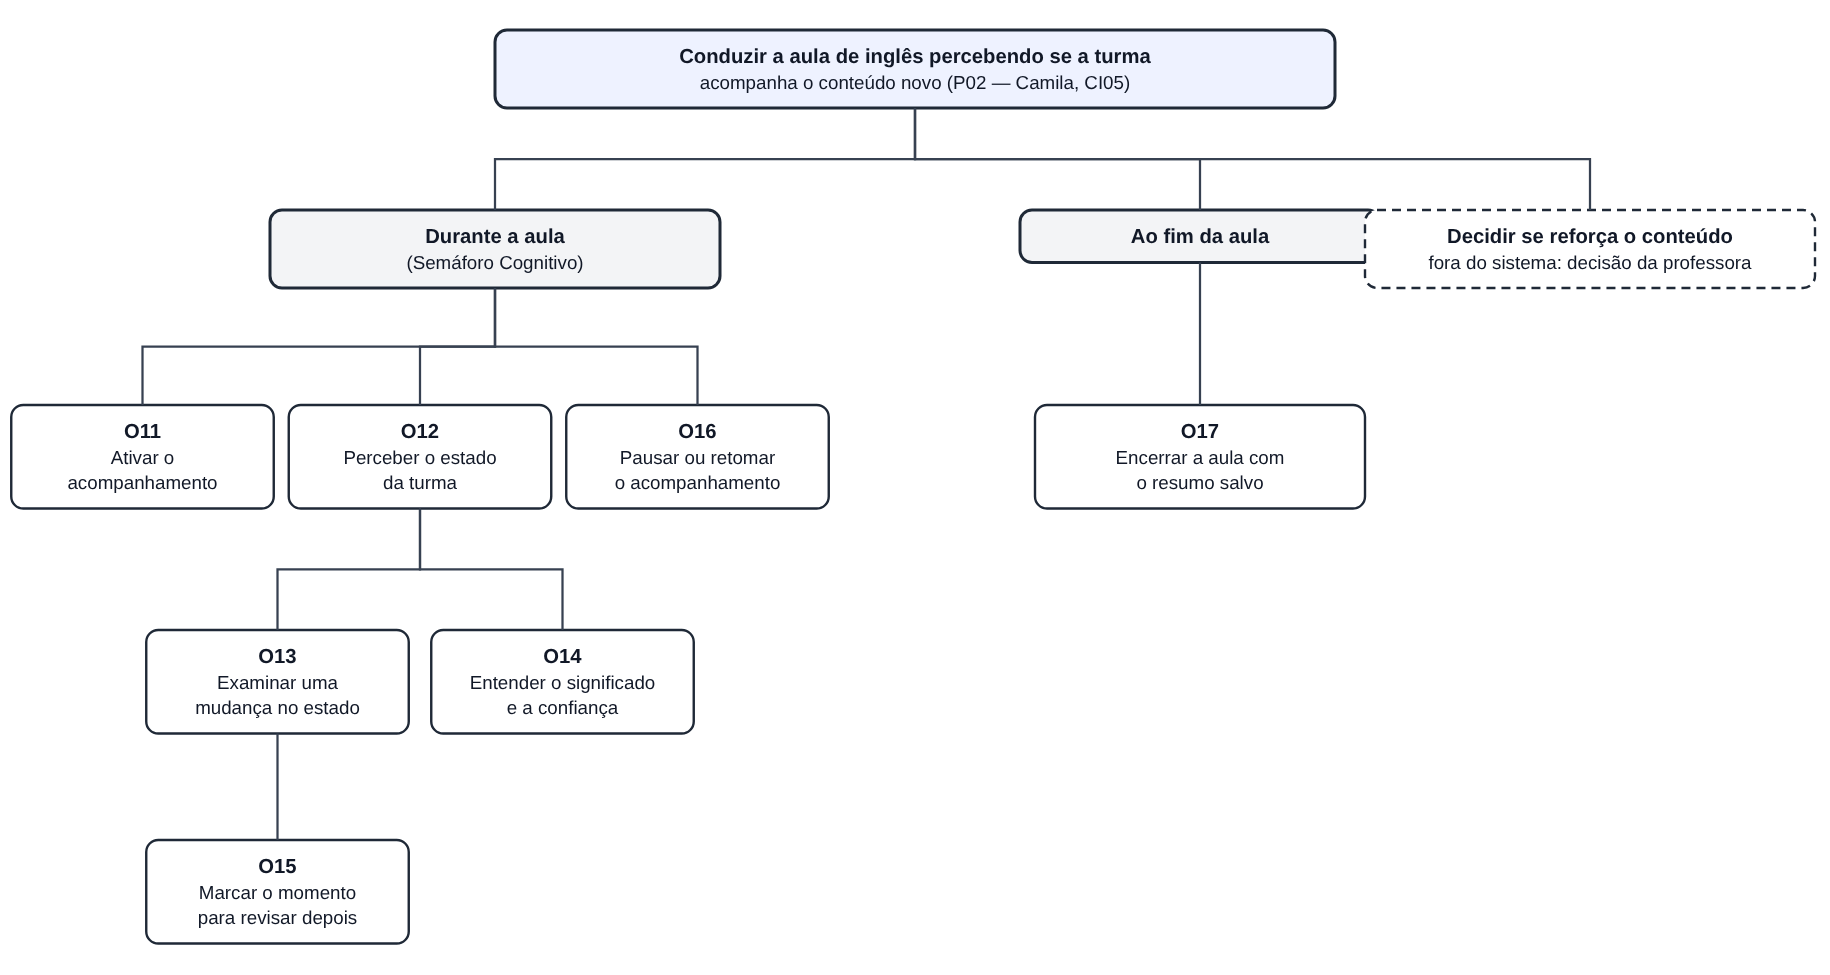 Conduzir a aula de inglês percebendo se a turma
acompanha o conteúdo novo (P02 — Camila, CI05)
Durante a aula
(Semáforo Cognitivo)
Ao fim da aula
Decidir se reforça o conteúdo
fora do sistema: decisão da professora
O11
Ativar o
acompanhamento
O12
Perceber o estado
da turma
O16
Pausar ou retomar
o acompanhamento
O17
Encerrar a aula com
o resumo salvo
O13
Examinar uma
mudança no estado
O14
Entender o significado
e a confiança
O15
Marcar o momento
para revisar depois